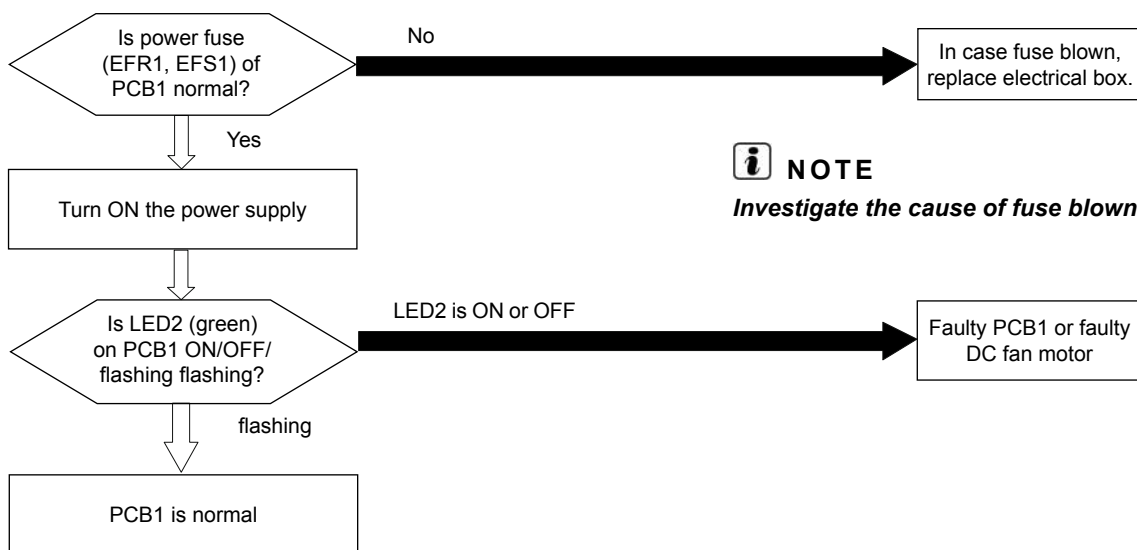 Is power fuse
(EFR1, EFS1) of
PCB1 normal?
No
In case fuse blown,
replace electrical box.
Yes
NOTE
Investigate the cause of fuse blown
Turn ON the power supply
Is LED2 (green)
on PCB1 ON/OFF/
flashing flashing?
LED2 is ON or OFF
Faulty PCB1 or faulty
DC fan motor
flashing
PCB1 is normal